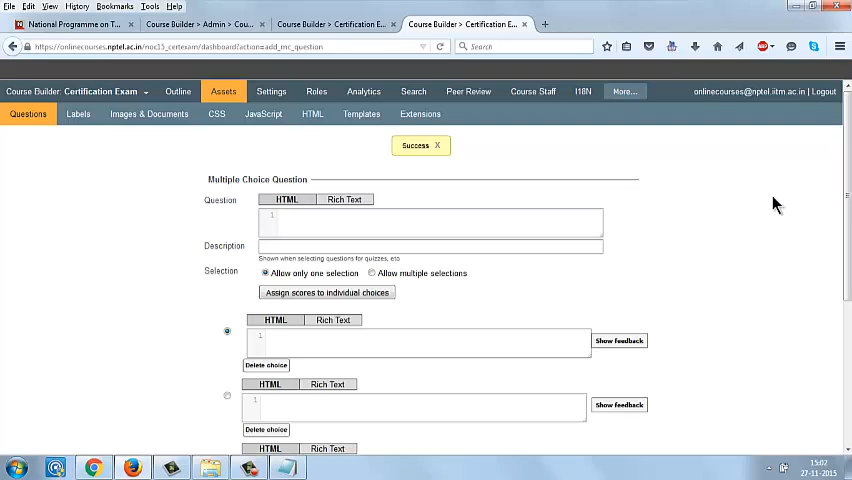 File Edit View History Bookmarks Tools Help
National Programme on T... × Course Builder > Admin > Cou... × Course Builder > Certification E... × Course Builder > Certification E... × +
https://onlinecourses.nptel.ac.in/noc15_certexam/dashboard?action=add_mc_question Search
Course Builder: Certification Exam Outline Assets Settings Roles Analytics Search Peer Review Course Staff I18N More... onlinecourses@nptel.iitm.ac.in | Logout
Questions Labels Images & Documents CSS JavaScript HTML Templates Extensions
Success X
Multiple Choice Question
Question HTML Rich Text
1
Description
Shown when selecting questions for quizzes, etc
Selection Allow only one selection Allow multiple selections
Assign scores to individual choices
HTML Rich Text
1 Show feedback
Delete choice
HTML Rich Text
1 Show feedback
Delete choice
HTML Rich Text
15:02
27-11-2015